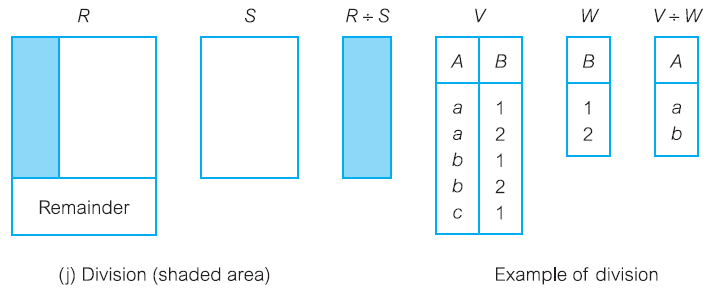 R S R ÷ S V W V ÷ W
A B B A
a 1 1 a
a 2 2 b
b 1
b 2
c 1
Remainder
(j) Division (shaded area) Example of division